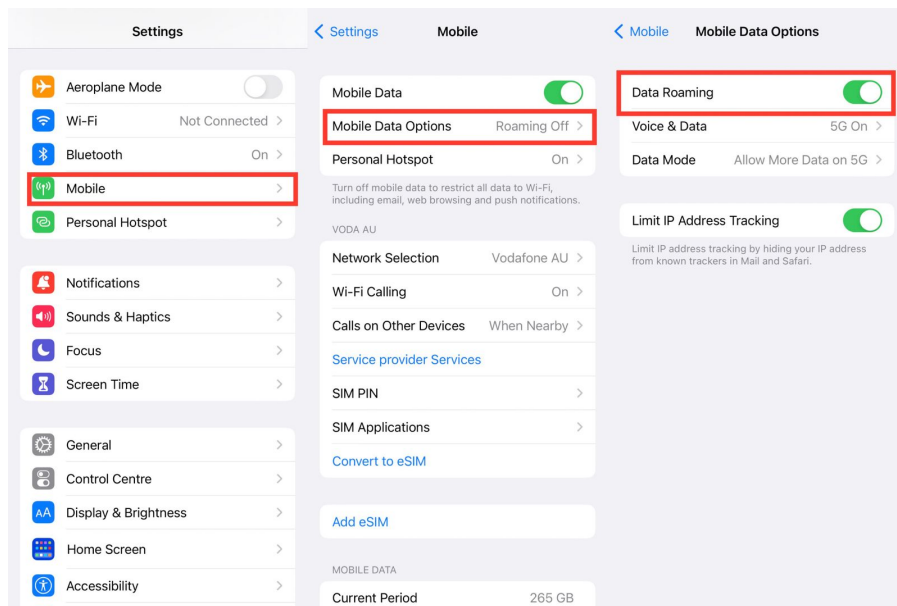 Settings
Aeroplane Mode
Wi-Fi Not Connected
Bluetooth On
Mobile
Personal Hotspot
Notifications
Sounds & Haptics
Focus
Screen Time
General
Control Centre
AA Display & Brightness
Home Screen
Accessibility
Settings Mobile
Mobile Data
Mobile Data Options Roaming Off
Personal Hotspot On
Turn off mobile data to restrict all data to Wi-Fi,
including email, web browsing and push notifications.
VODA AU
Network Selection Vodafone AU
Wi-Fi Calling On
Calls on Other Devices When Nearby
Service provider Services
SIM PIN
SIM Applications
Convert to eSIM
Add eSIM
MOBILE DATA
Current Period 265 GB
Mobile Mobile Data Options
Data Roaming
Voice & Data 5G On
Data Mode Allow More Data on 5G
Limit IP Address Tracking
Limit IP address tracking by hiding your IP address
from known trackers in Mail and Safari.